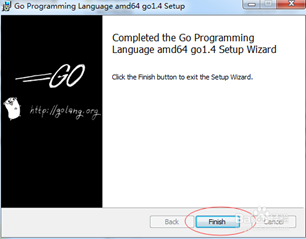 Go Programming Language amd64 go1.4 Setup
Completed the Go Programming
Language amd64 go1.4 Setup Wizard
Click the Finish button to exit the Setup Wizard.
GO
http://golang.org
Back
Finish
Cancel